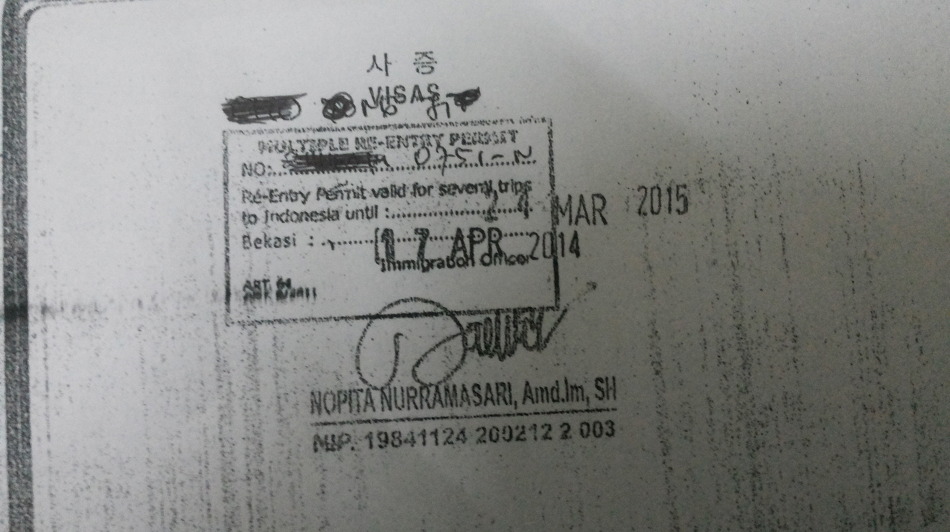 사 증
VISAS
MULTIPLE RE-ENTRY PERMIT
NO:........ 0751-N
Re-Entry Permit valid for several trips
to Indonesia until :............ MAR 2015
Bekasi : 17 APR 2014
Immigration Officer
NOPITA NURRAMASARI, Amd.Im, SH
NIP. 19841124 200212 2 003